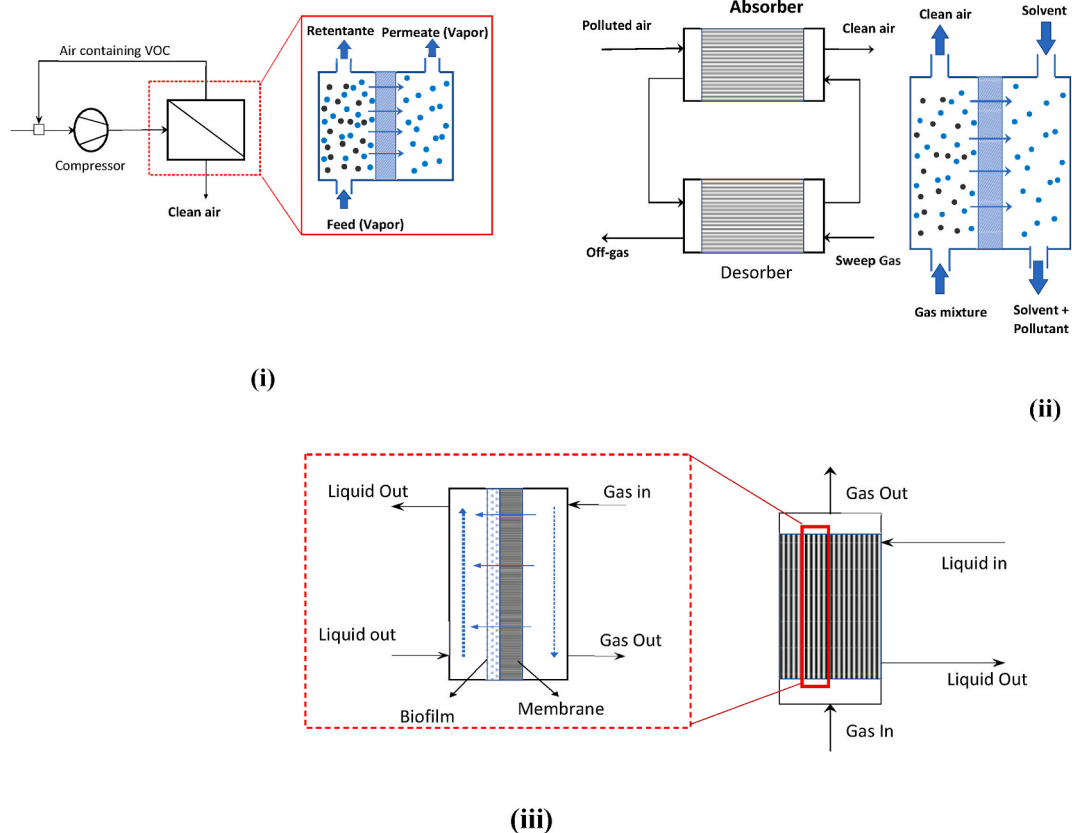 Retentante
Permeate (Vapor)
Air containing VOC
Compressor
Clean air
Feed (Vapor)
(i)
Absorber
Polluted air
Clean air
Off-gas
Sweep Gas
Desorber
Clean air
Solvent
Gas mixture
Solvent +
Pollutant
(ii)
Liquid Out
Gas in
Liquid out
Gas Out
Biofilm
Membrane
Gas Out
Liquid in
Liquid Out
Gas In
(iii)